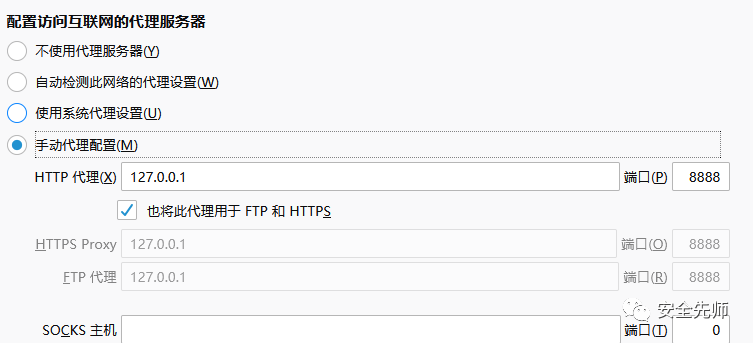 配置访问互联网的代理服务器
不使用代理服务器(Y)
自动检测此网络的代理设置(W)
使用系统代理设置(U)
手动代理配置(M)
HTTP 代理(X) 127.0.0.1 端口(P) 8888
也将此代理用于 FTP 和 HTTPS
HTTPS Proxy 127.0.0.1 端口(O) 8888
FTP 代理 127.0.0.1 端口(R) 8888
安全先师
SOCKS 主机 端口(T) 0